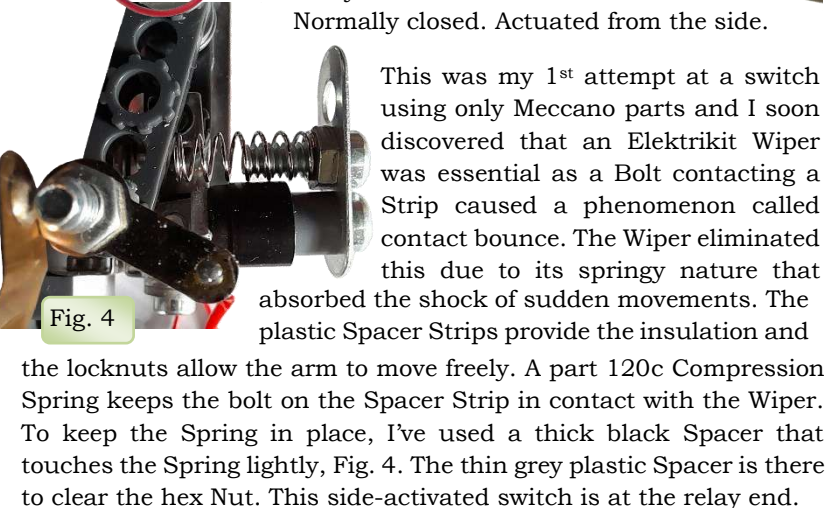 Normally closed. Actuated from the side.
This was my 1st attempt at a switch
using only Meccano parts and I soon
discovered that an Elektrikit Wiper
was essential as a Bolt contacting a
Strip caused a phenomenon called
contact bounce. The Wiper eliminated
this due to its springy nature that
absorbed the shock of sudden movements. The
Fig. 4
plastic Spacer Strips provide the insulation and
the locknuts allow the arm to move freely. A part 120c Compression
Spring keeps the bolt on the Spacer Strip in contact with the Wiper.
To keep the Spring in place, I’ve used a thick black Spacer that
touches the Spring lightly, Fig. 4. The thin grey plastic Spacer is there
to clear the hex Nut. This side-activated switch is at the relay end.